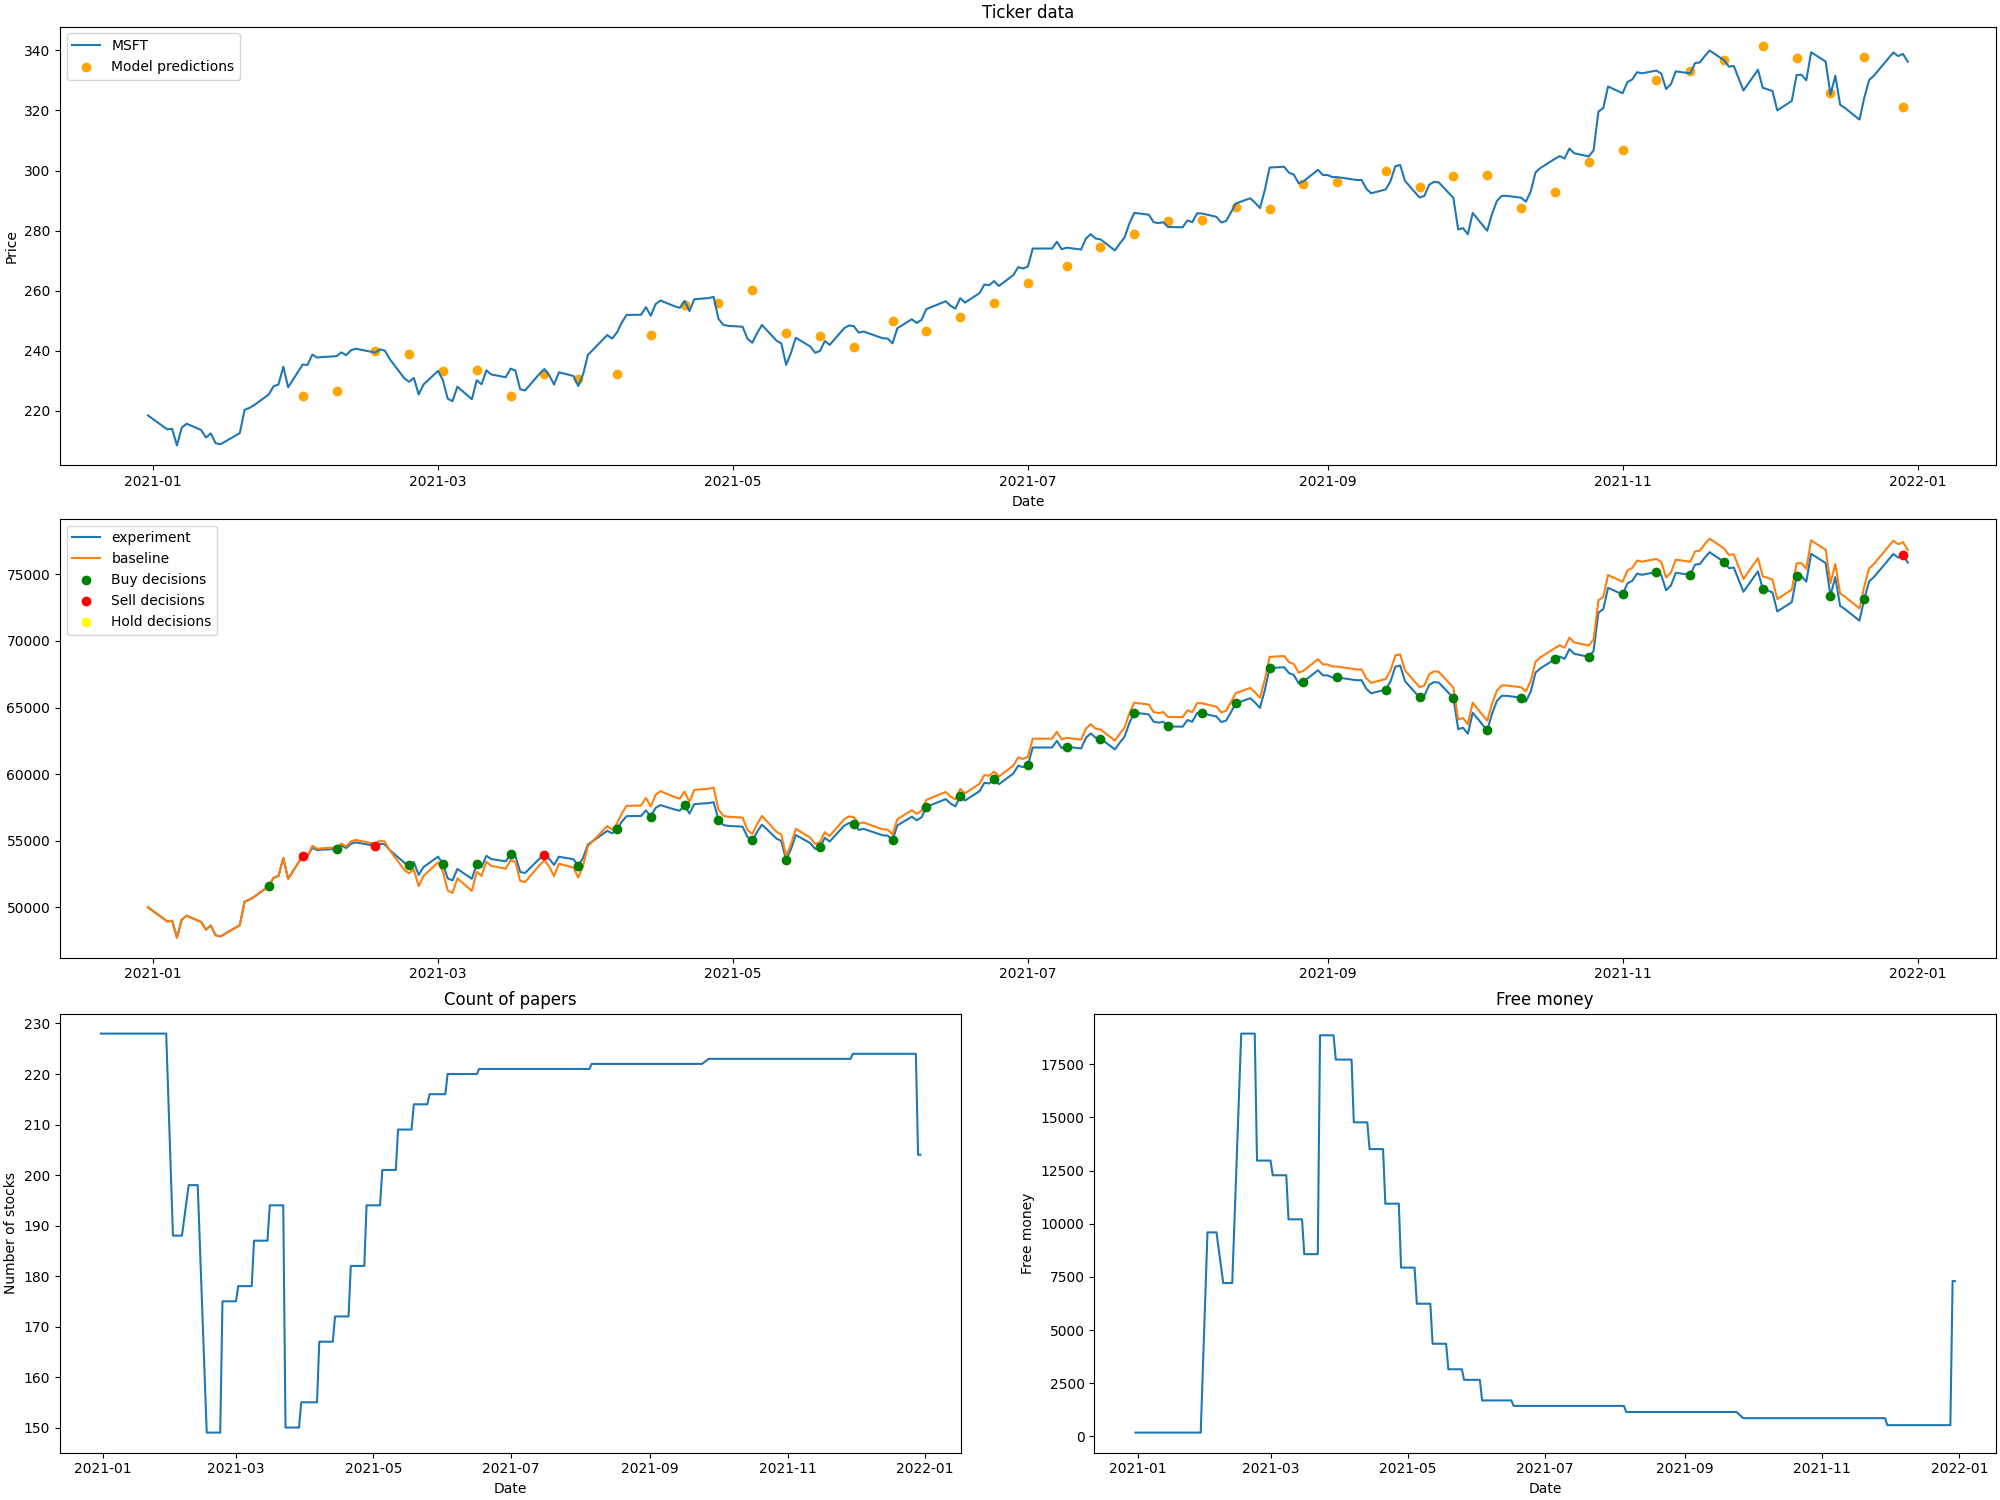 Ticker data
MSFT
Model predictions
340
320
300
280
260
240
220
Price
2021-01 2021-03 2021-05 2021-07 2021-09 2021-11 2022-01
Date
experiment
baseline
Buy decisions
Sell decisions
Hold decisions
75000
70000
65000
60000
55000
50000
2021-01 2021-03 2021-05 2021-07 2021-09 2021-11 2022-01
Count of papers
230
220
210
200
190
180
170
160
150
Number of stocks
2021-01 2021-03 2021-05 2021-07 2021-09 2021-11 2022-01
Date
Free money
17500
15000
12500
10000
7500
5000
2500
0
Free money
2021-01 2021-03 2021-05 2021-07 2021-09 2021-11 2022-01
Date